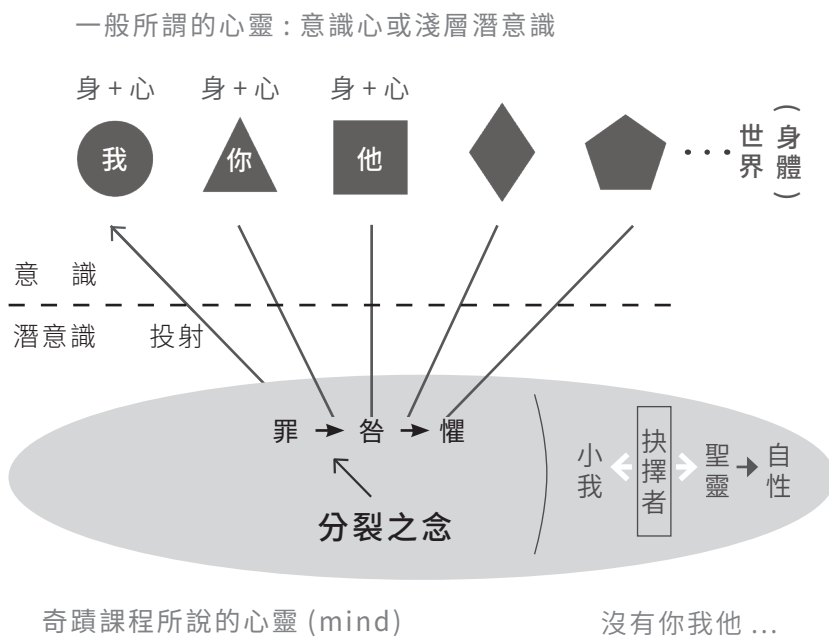 一般所謂的心靈 : 意識心或淺層潛意識
身 + 心 身 + 心 身 + 心
我 你 他 ··· 世界 (身體)
意 識
潛意識 投射
罪 咎 懼
分裂之念
小我 抉擇者 聖靈 自性
奇蹟課程所說的心靈 (mind) 沒有你我他 ...